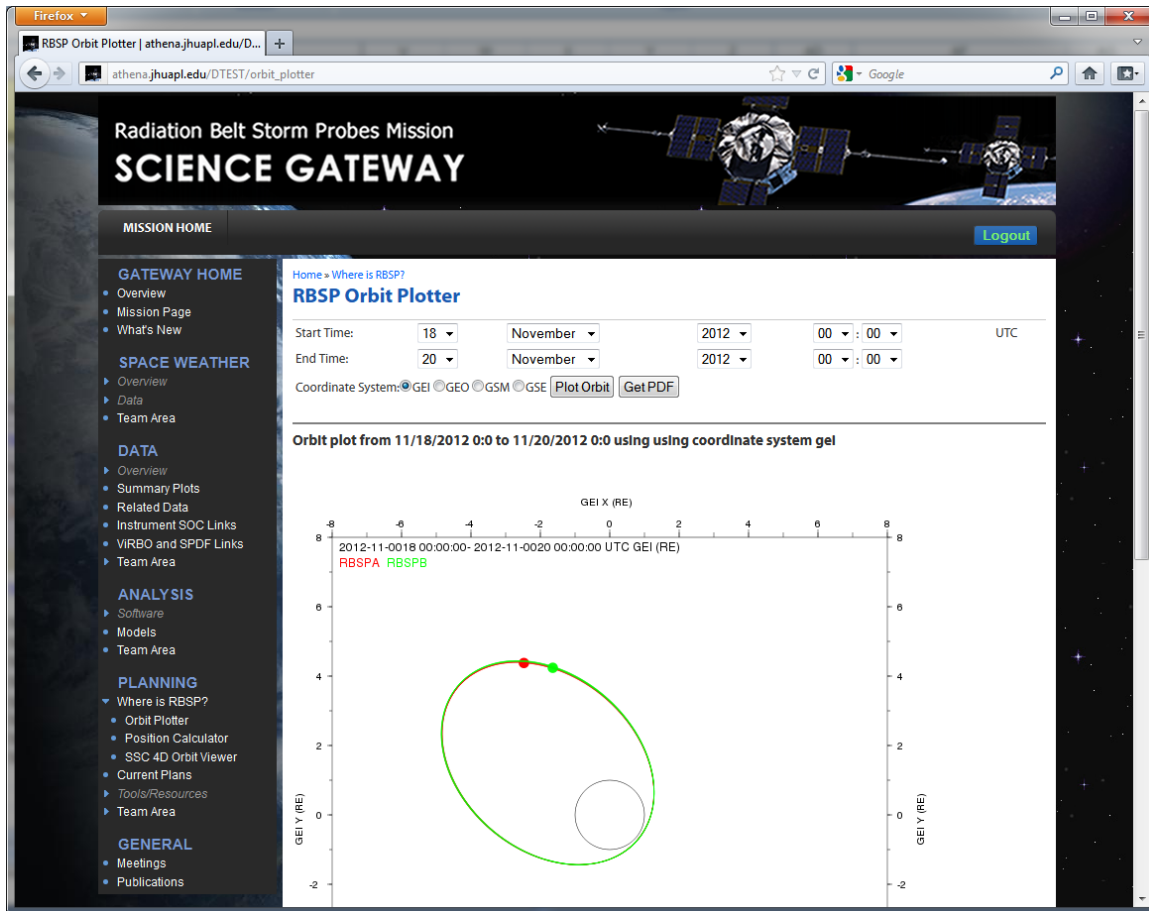 Firefox
RBSP Orbit Plotter | athena.jhuapl.edu/D...
athena.jhuapl.edu/DTEST/orbit_plotter
Google
Radiation Belt Storm Probes Mission
SCIENCE GATEWAY
MISSION HOME
Logout
GATEWAY HOME
Overview
Mission Page
What's New
SPACE WEATHER
Overview
Data
Team Area
DATA
Overview
Summary Plots
Related Data
Instrument SOC Links
ViRBO and SPDF Links
Team Area
ANALYSIS
Software
Models
Team Area
PLANNING
Where is RBSP?
Orbit Plotter
Position Calculator
SSC 4D Orbit Viewer
Current Plans
Tools/Resources
Team Area
GENERAL
Meetings
Publications
Home » Where is RBSP?
RBSP Orbit Plotter
Start Time: 18 November 2012 00 : 00 UTC
End Time: 20 November 2012 00 : 00
Coordinate System: GEI GEO GSM GSE Plot Orbit Get PDF
Orbit plot from 11/18/2012 0:0 to 11/20/2012 0:0 using using coordinate system gei
GEI X (RE)
-8 -6 -4 -2 0 2 4 6 8
8 8
2012-11-0018 00:00:00- 2012-11-0020 00:00:00 UTC GEI (RE)
RBSPA RBSPB
6 6
4 4
2 2
0 0
GEI Y (RE) GEI Y (RE)
-2 -2